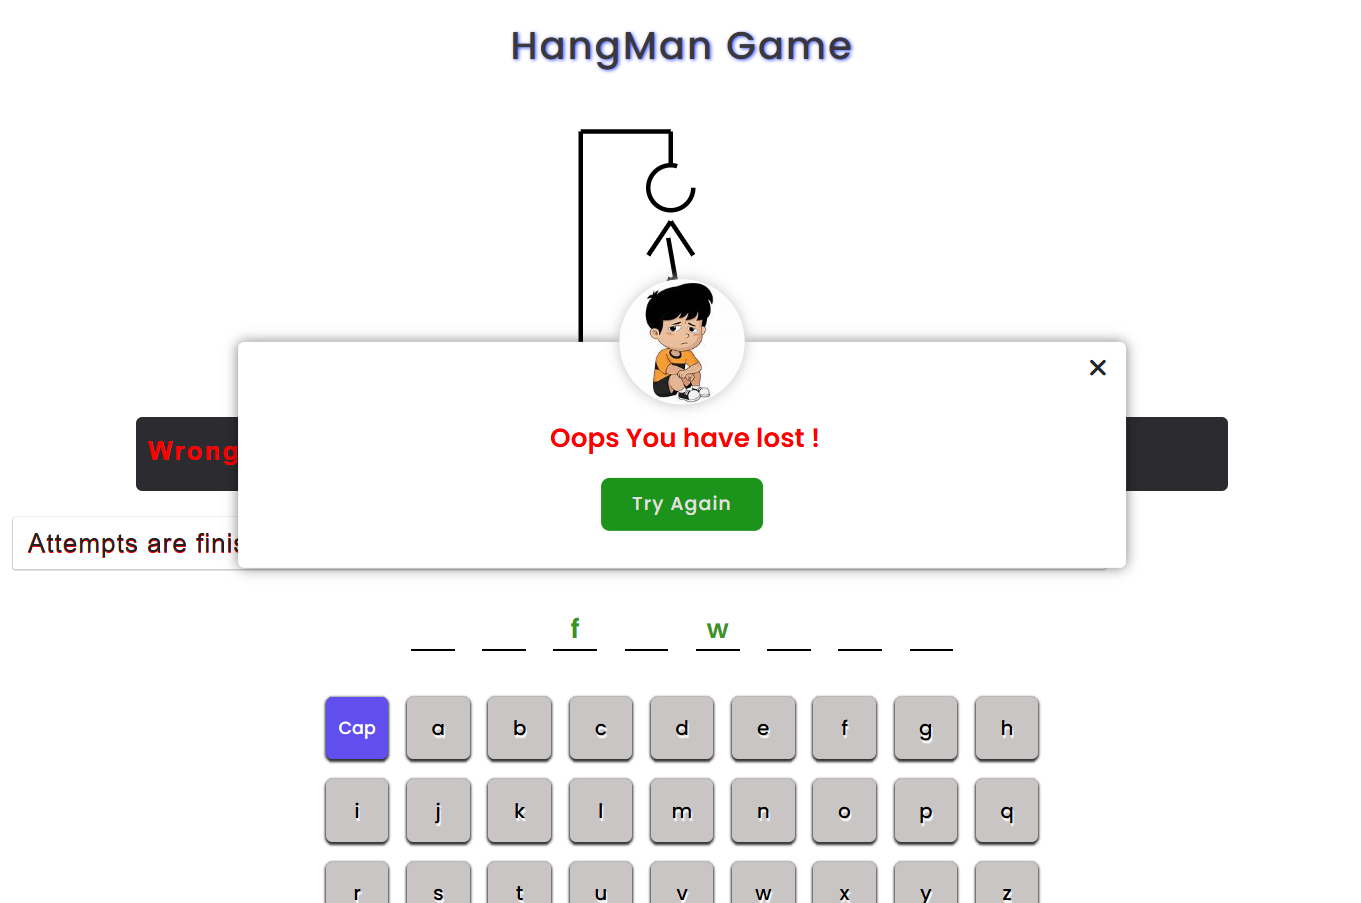 HangMan Game
Oops You have lost !
Wrong
Try Again
Attempts are finis
f w
Cap a b c d e f g h
i j k l m n o p q
r s t u v w x y z